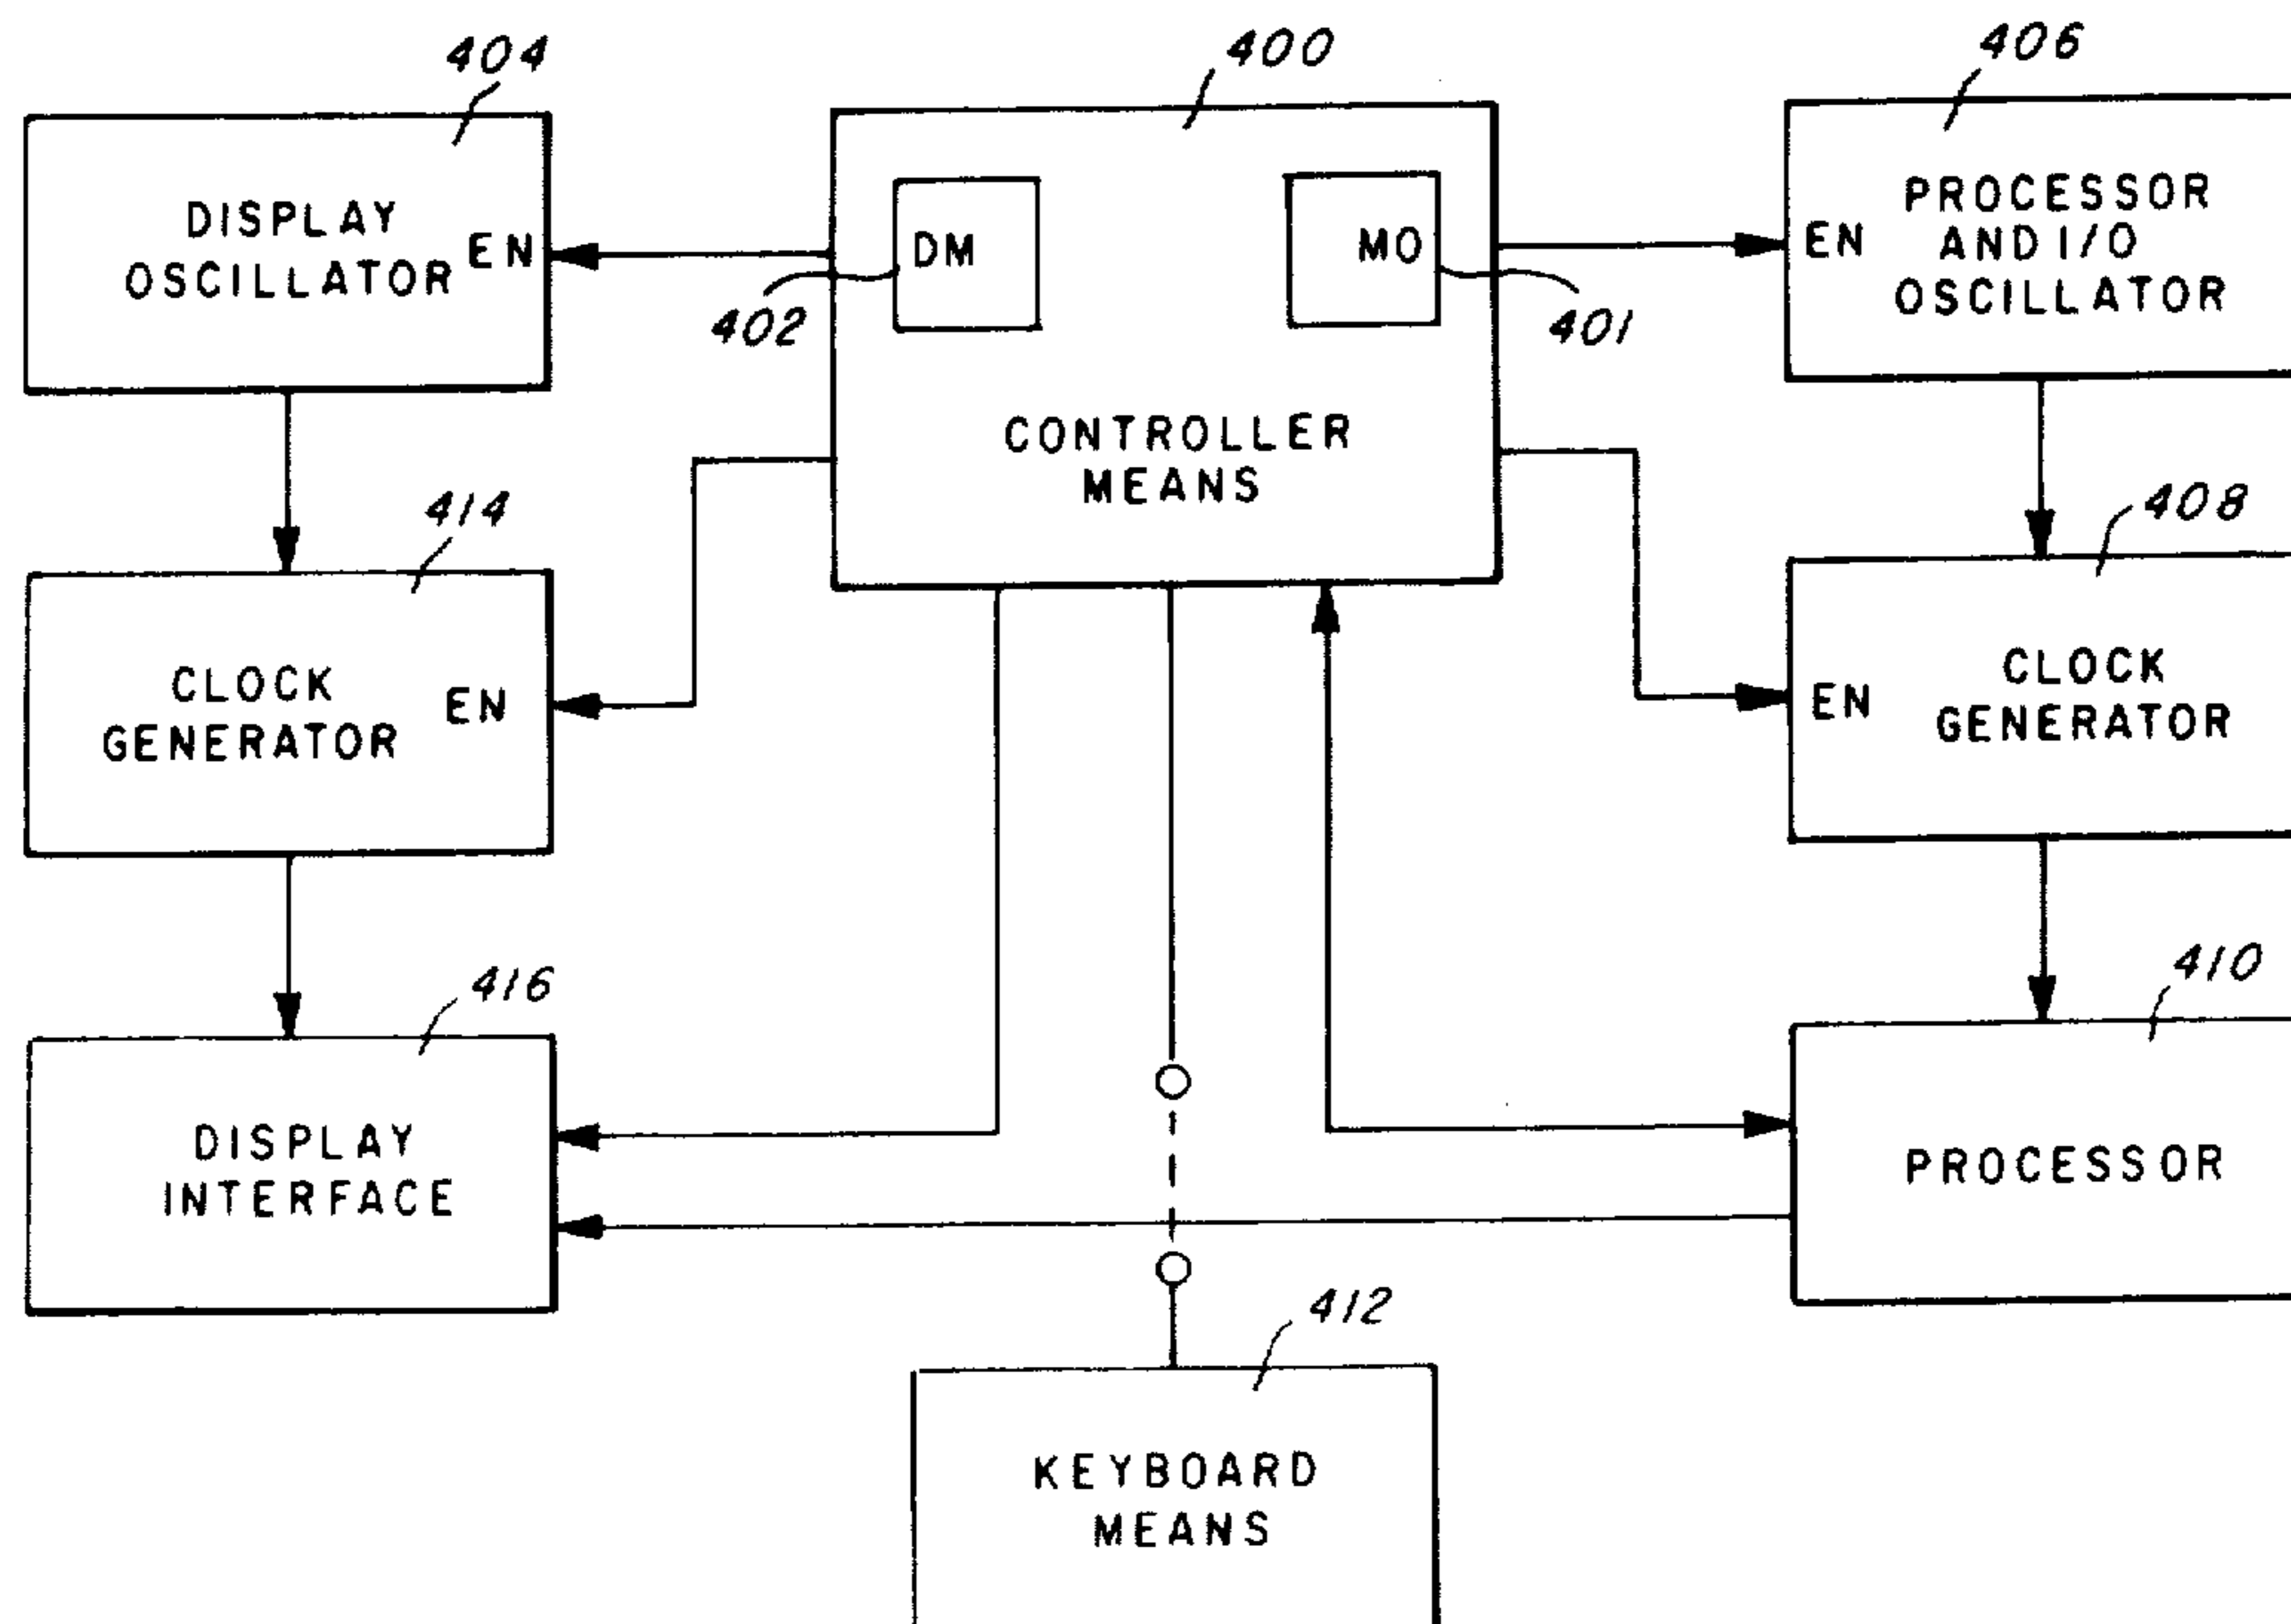 404
400
406
DISPLAY
OSCILLATOR
EN
DM
MO
EN
PROCESSOR
AND I/O
OSCILLATOR
402
401
CONTROLLER
MEANS
414
408
CLOCK
GENERATOR
EN
EN
CLOCK
GENERATOR
416
410
DISPLAY
INTERFACE
PROCESSOR
412
KEYBOARD
MEANS